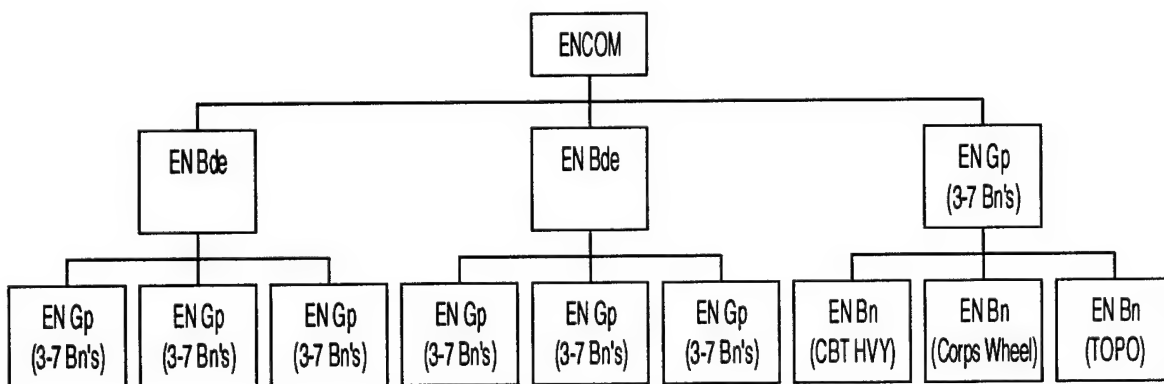 ENCOM
EN Bde
EN Bde
EN Gp
(3-7 Bn's)
EN Gp
(3-7 Bn's)
EN Gp
(3-7 Bn's)
EN Gp
(3-7 Bn's)
EN Gp
(3-7 Bn's)
EN Gp
(3-7 Bn's)
EN Gp
(3-7 Bn's)
EN Bn
(CBT HVY)
EN Bn
(Corps Wheel)
EN Bn
(TOPO)